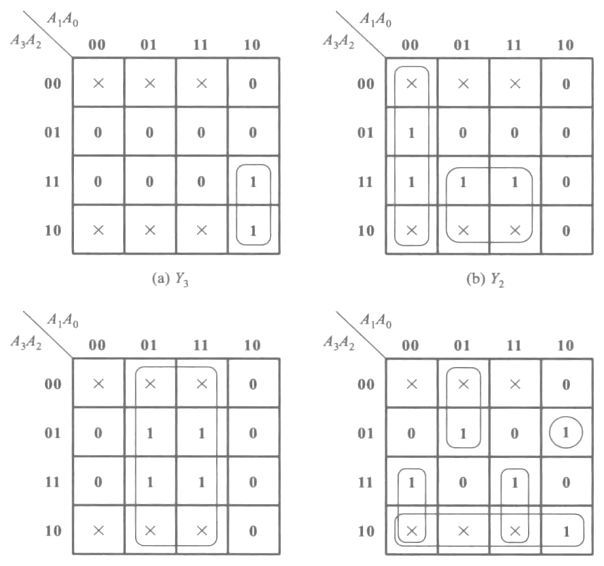 A₁A₀ A₁A₀
A₃A₂ 00 01 11 10 A₃A₂ 00 01 11 10
00 × × × 0 00 × × × 0
01 0 0 0 0 01 1 0 0 0
11 0 0 0 1 11 1 1 1 0
10 × × × 1 10 × × × 0
(a) Y₃ (b) Y₂
A₁A₀ A₁A₀
A₃A₂ 00 01 11 10 A₃A₂ 00 01 11 10
00 × × × 0 00 × × × 0
01 0 1 1 0 01 0 1 0 1
11 0 1 1 0 11 1 0 1 0
10 × × × 0 10 × × × 1